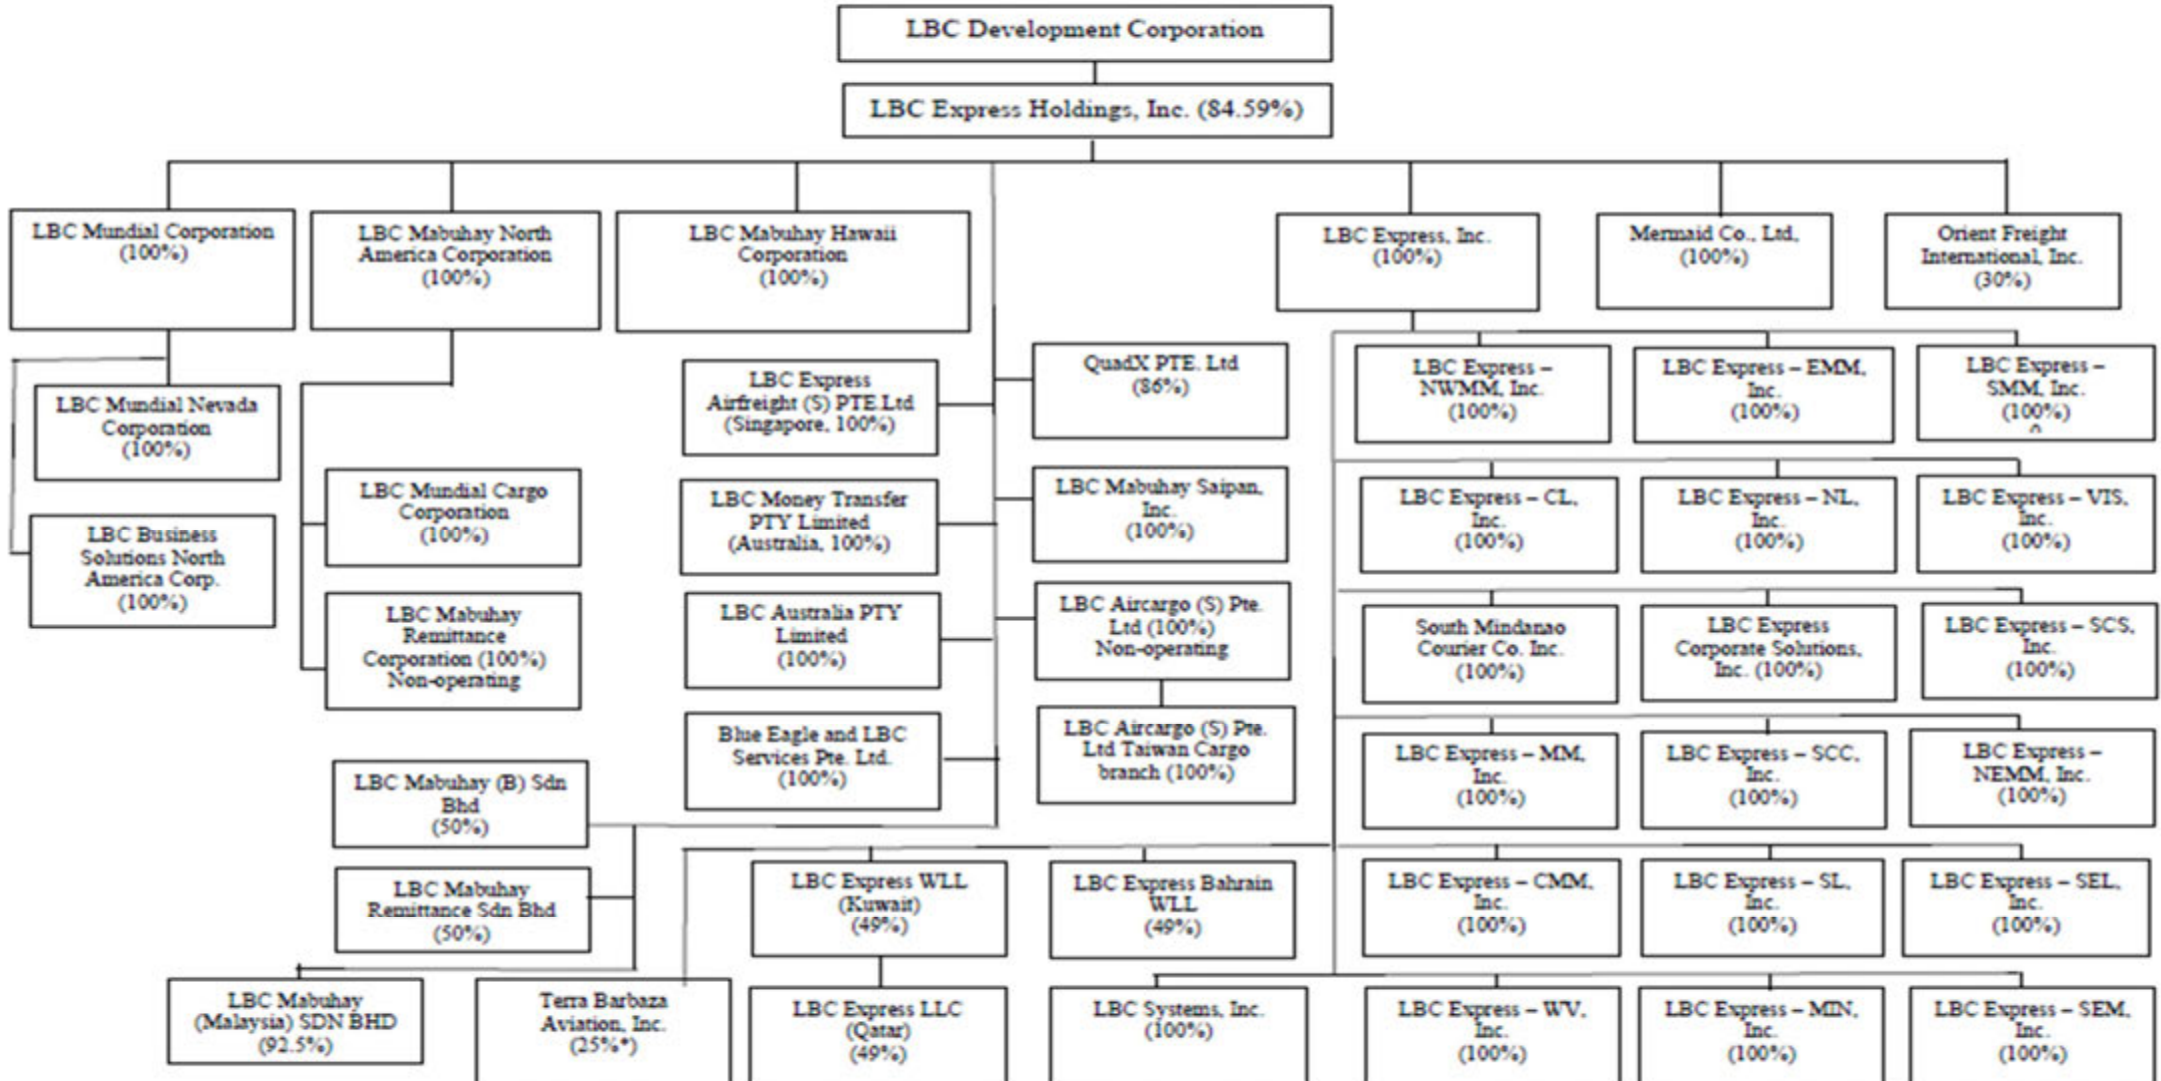 LBC Development Corporation
LBC Express Holdings, Inc. (84.59%)
LBC Mundial Corporation
(100%)
LBC Mabuhay North
America Corporation
(100%)
LBC Mabuhay Hawaii
Corporation
(100%)
LBC Express, Inc.
(100%)
Mermaid Co., Ltd,
(100%)
Orient Freight
International, Inc.
(30%)
LBC Mundial Nevada
Corporation
(100%)
LBC Business
Solutions North
America Corp.
(100%)
LBC Mundial Cargo
Corporation
(100%)
LBC Mabuhay
Remittance
Corporation (100%)
Non-operating
LBC Express
Airfreight (S) PTE.Ltd
(Singapore, 100%)
LBC Money Transfer
PTY Limited
(Australia, 100%)
LBC Australia PTY
Limited
(100%)
Blue Eagle and LBC
Services Pte. Ltd.
(100%)
QuadX PTE. Ltd
(86%)
LBC Mabuhay Saipan,
Inc.
(100%)
LBC Aircargo (S) Pte.
Ltd (100%)
Non-operating
LBC Aircargo (S) Pte.
Ltd Taiwan Cargo
branch (100%)
LBC Mabuhay (B) Sdn
Bhd
(50%)
LBC Mabuhay
Remittance Sdn Bhd
(50%)
LBC Mabuhay
(Malaysia) SDN BHD
(92.5%)
Terra Barbaza
Aviation, Inc.
(25%*)
LBC Express WLL
(Kuwait)
(49%)
LBC Express Bahrain
WLL
(49%)
LBC Express LLC
(Qatar)
(49%)
LBC Systems, Inc.
(100%)
LBC Express –
NWMM, Inc.
(100%)
LBC Express – EMM,
Inc.
(100%)
LBC Express –
SMM, Inc.
(100%)
LBC Express – CL,
Inc.
(100%)
LBC Express – NL,
Inc.
(100%)
LBC Express – VIS,
Inc.
(100%)
South Mindanao
Courier Co. Inc.
(100%)
LBC Express
Corporate Solutions,
Inc. (100%)
LBC Express – SCS,
Inc.
(100%)
LBC Express – MM,
Inc.
(100%)
LBC Express – SCC,
Inc.
(100%)
LBC Express –
NEMM, Inc.
(100%)
LBC Express – CMM,
Inc.
(100%)
LBC Express – SL,
Inc.
(100%)
LBC Express – SEL,
Inc.
(100%)
LBC Express – WV,
Inc.
(100%)
LBC Express – MIN,
Inc.
(100%)
LBC Express – SEM,
Inc.
(100%)